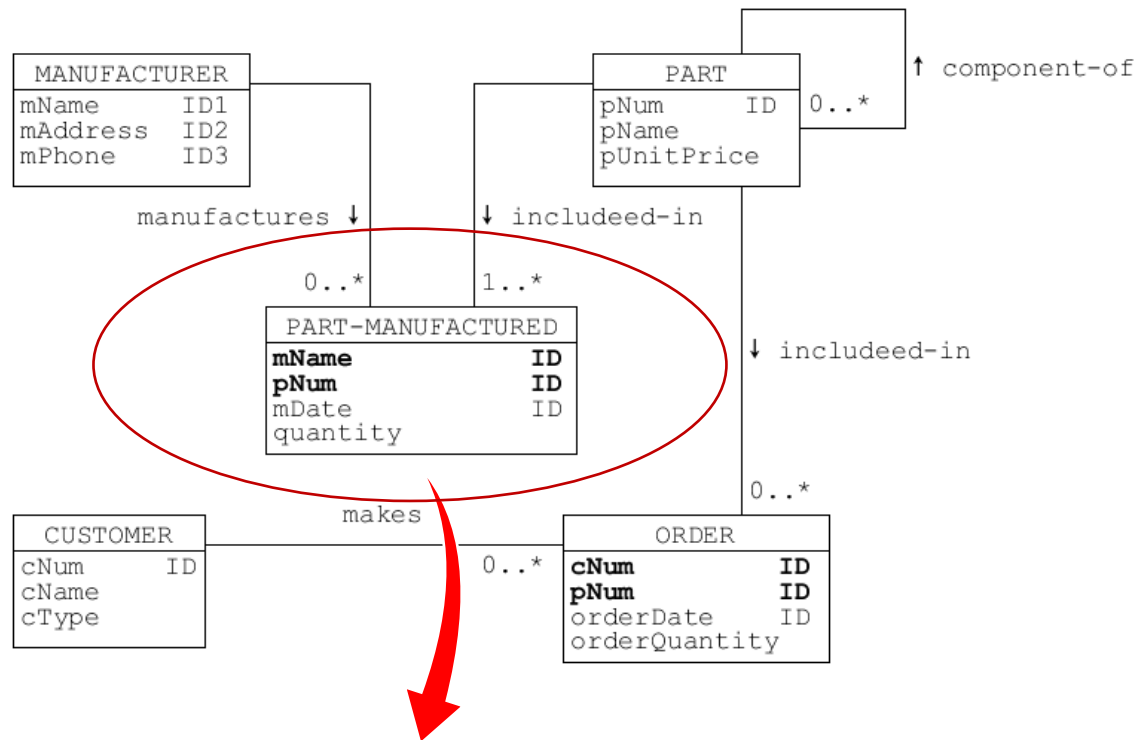 MANUFACTURER
mName ID1
mAddress ID2
mPhone ID3
PART
pNum ID
pName
pUnitPrice
0..*
↑ component-of
manufactures ↓
↓ includeed-in
0..*
1..*
PART-MANUFACTURED
mName ID
pNum ID
mDate ID
quantity
↓ includeed-in
0..*
makes
0..*
CUSTOMER
cNum ID
cName
cType
ORDER
cNum ID
pNum ID
orderDate ID
orderQuantity